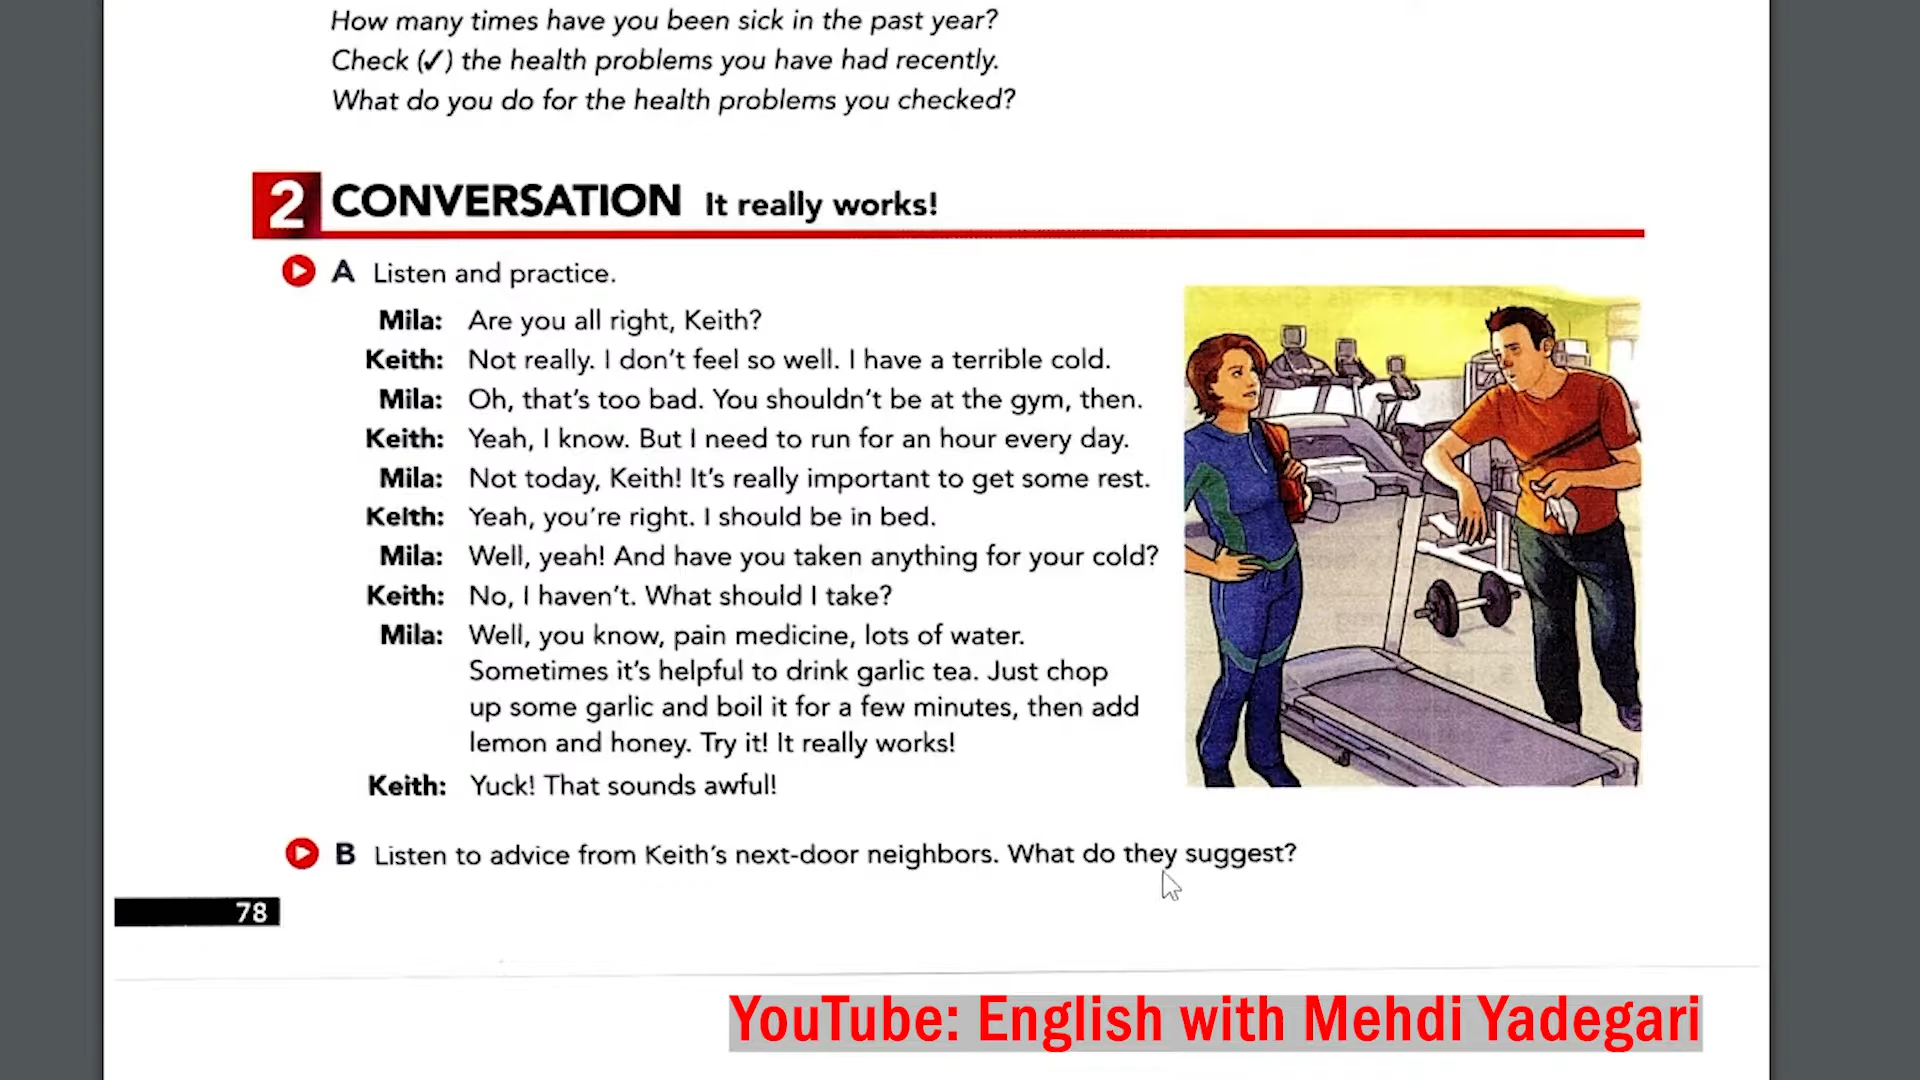 How many times have you been sick in the past year?
Check (✓) the health problems you have had recently.
What do you do for the health problems you checked?
2 CONVERSATION It really works!
A Listen and practice.
Mila: Are you all right, Keith?
Keith: Not really. I don't feel so well. I have a terrible cold.
Mila: Oh, that's too bad. You shouldn't be at the gym, then.
Keith: Yeah, I know. But I need to run for an hour every day.
Mila: Not today, Keith! It's really important to get some rest.
Keith: Yeah, you're right. I should be in bed.
Mila: Well, yeah! And have you taken anything for your cold?
Keith: No, I haven't. What should I take?
Mila: Well, you know, pain medicine, lots of water.
Sometimes it's helpful to drink garlic tea. Just chop
up some garlic and boil it for a few minutes, then add
lemon and honey. Try it! It really works!
Keith: Yuck! That sounds awful!
B Listen to advice from Keith's next-door neighbors. What do they suggest?
78
YouTube: English with Mehdi Yadegari